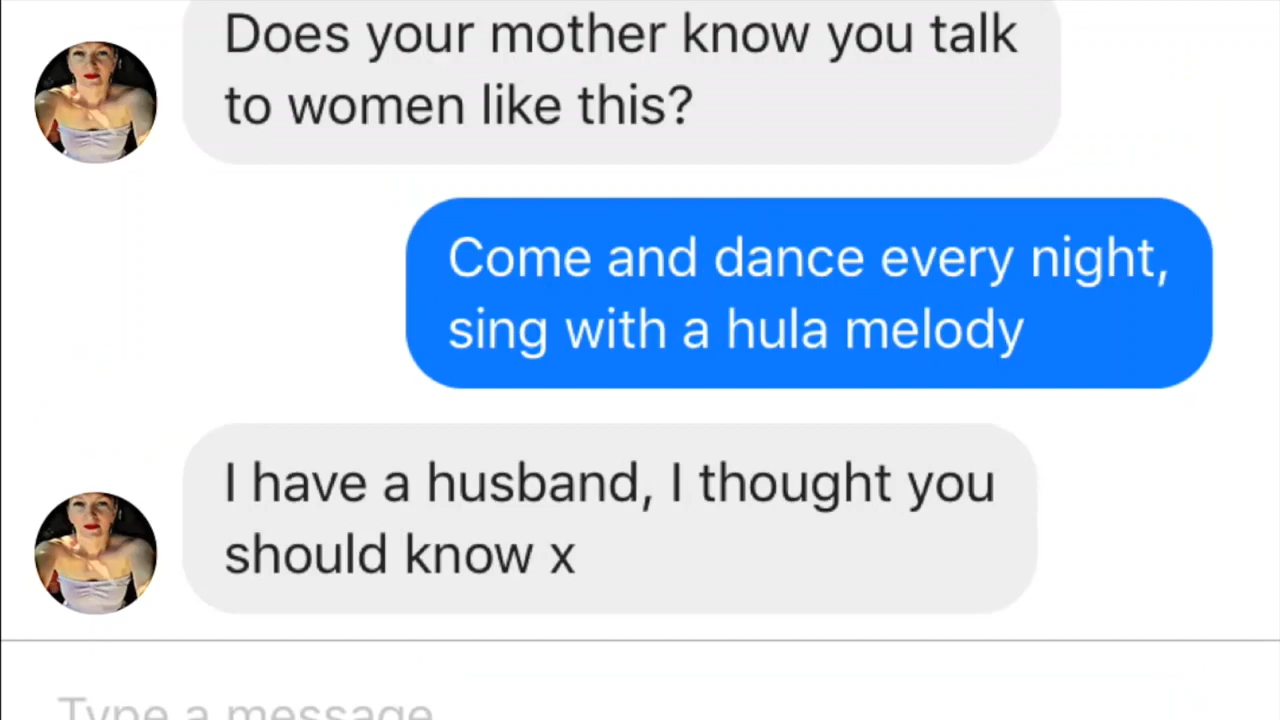 Does your mother know you talk
to women like this?
Come and dance every night,
sing with a hula melody
I have a husband, I thought you
should know x
Type a message